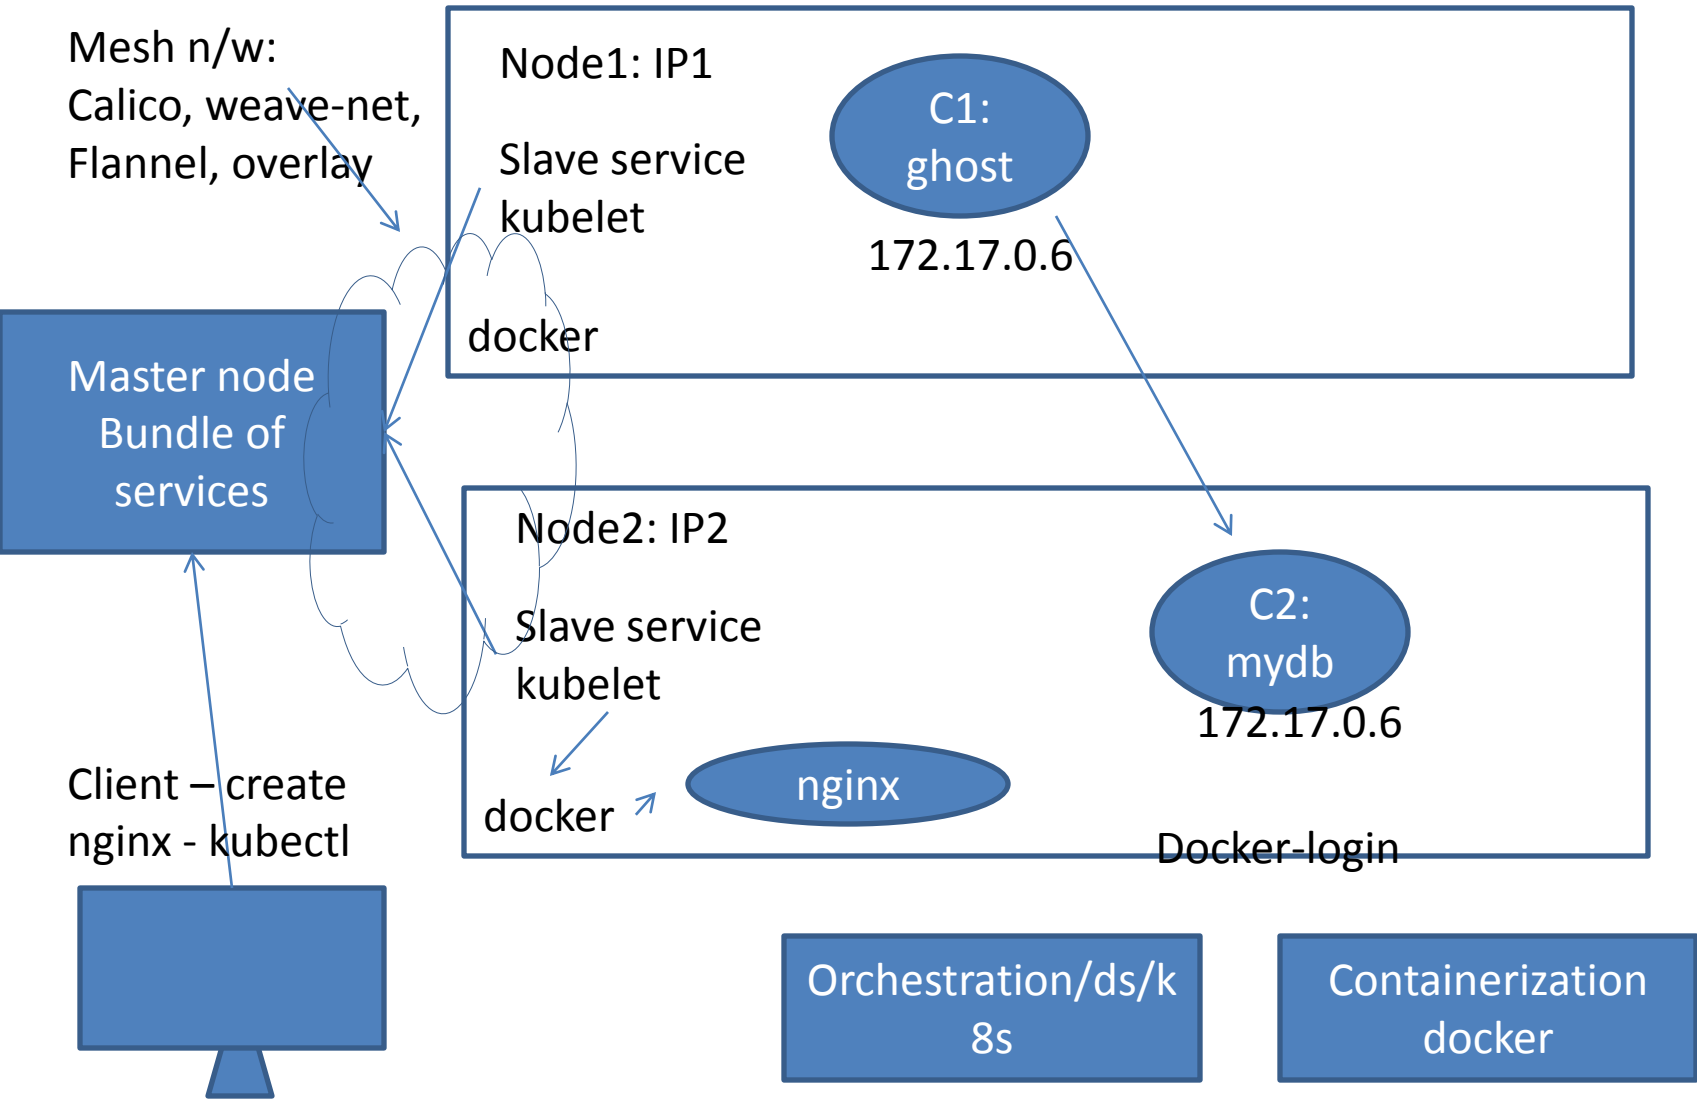 Mesh n/w:
Calico, weave-net,
Flannel, overlay
Node1: IP1
Slave service
kubelet
docker
C1:
ghost
172.17.0.6
Master node
Bundle of
services
Node2: IP2
Slave service
kubelet
docker
nginx
C2:
mydb
172.17.0.6
Docker-login
Client – create
nginx - kubectl
Orchestration/ds/k
8s
Containerization
docker